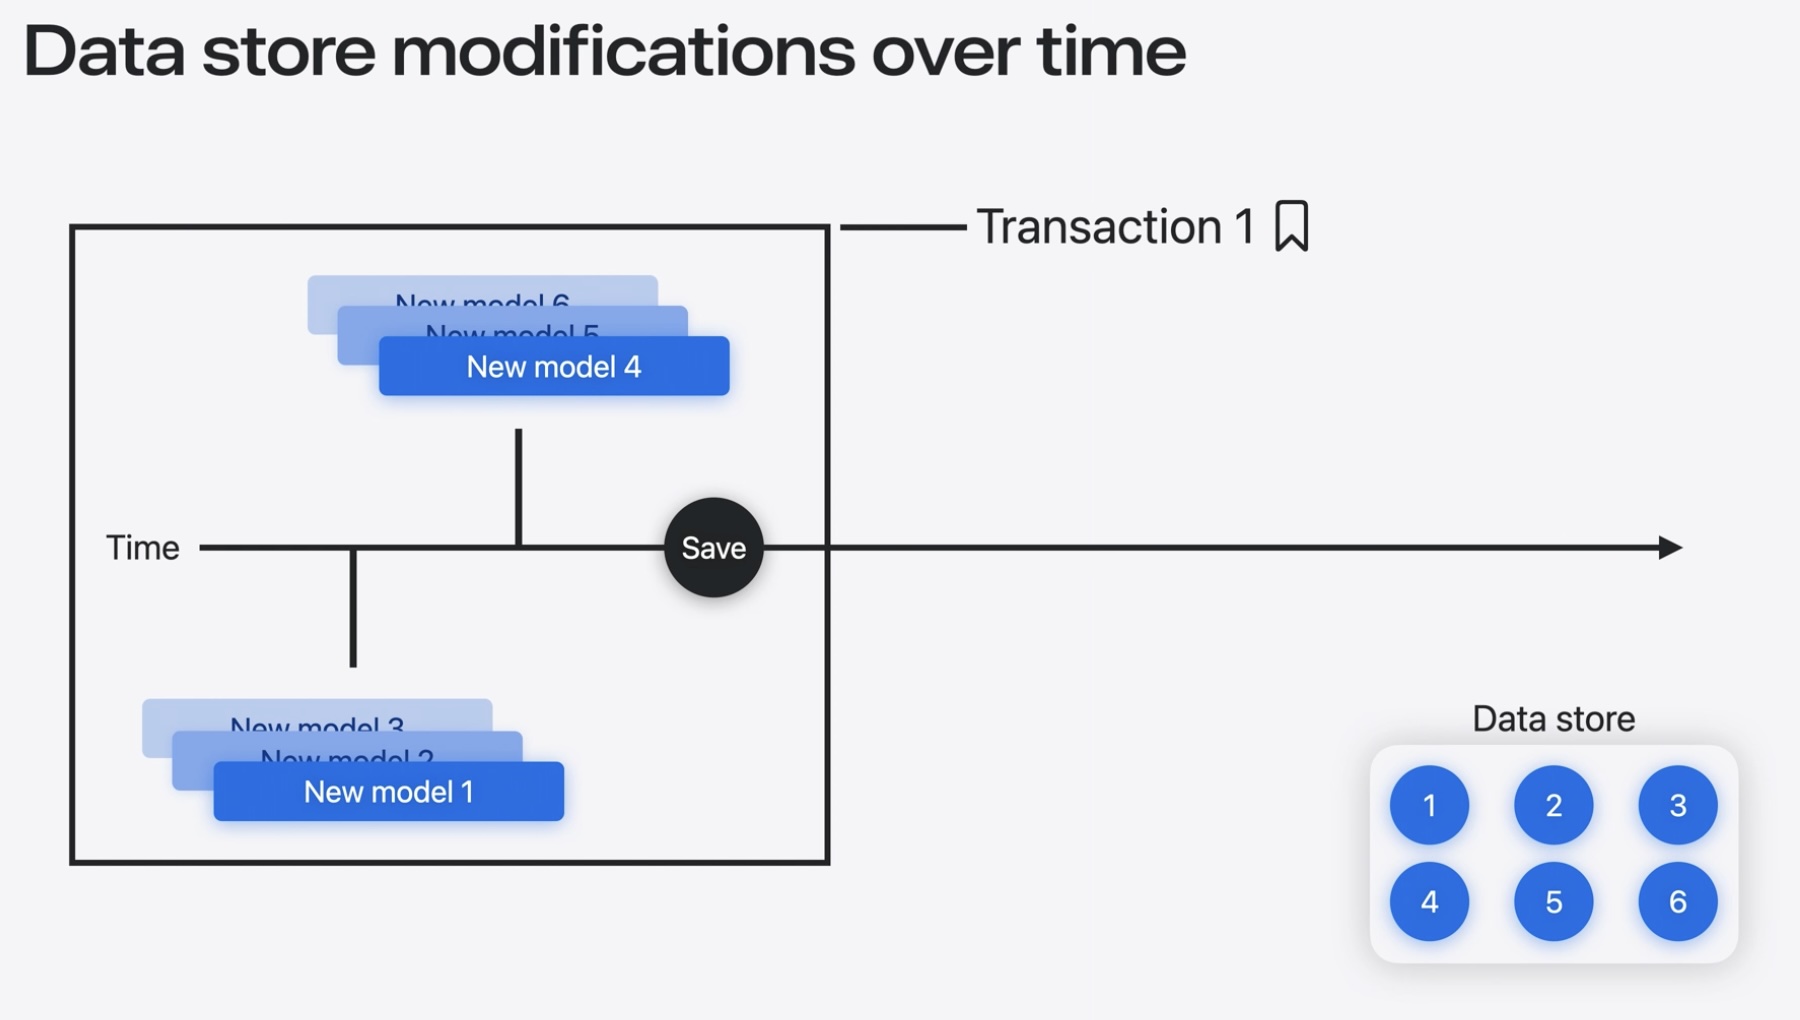 Data store modifications over time
Transaction 1
New model 6
New model 5
New model 4
Time
Save
New model 3
New model 2
New model 1
Data store
1 2 3
4 5 6